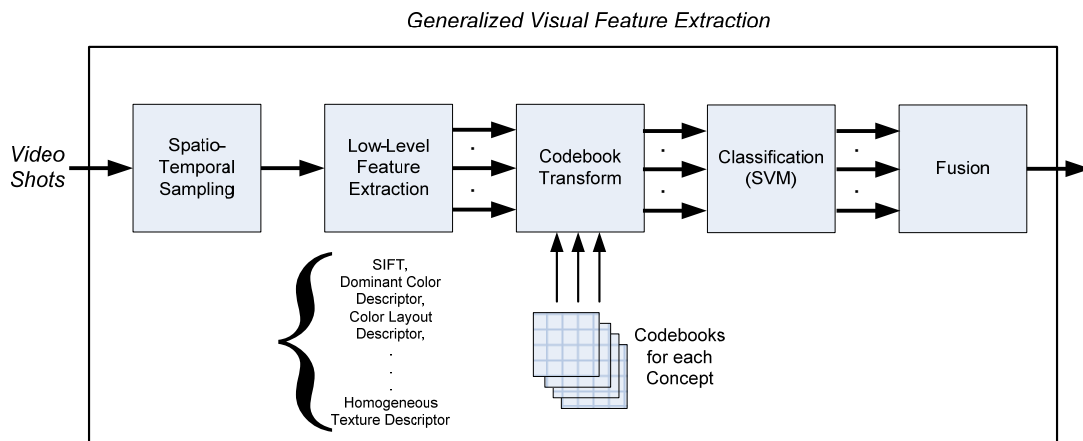 Generalized Visual Feature Extraction
Video
Shots
Spatio-
Temporal
Sampling
Low-Level
Feature
Extraction
Codebook
Transform
Classification
(SVM)
Fusion
SIFT,
Dominant Color
Descriptor,
Color Layout
Descriptor,
.
.
.
Homogeneous
Texture Descriptor
Codebooks
for each
Concept